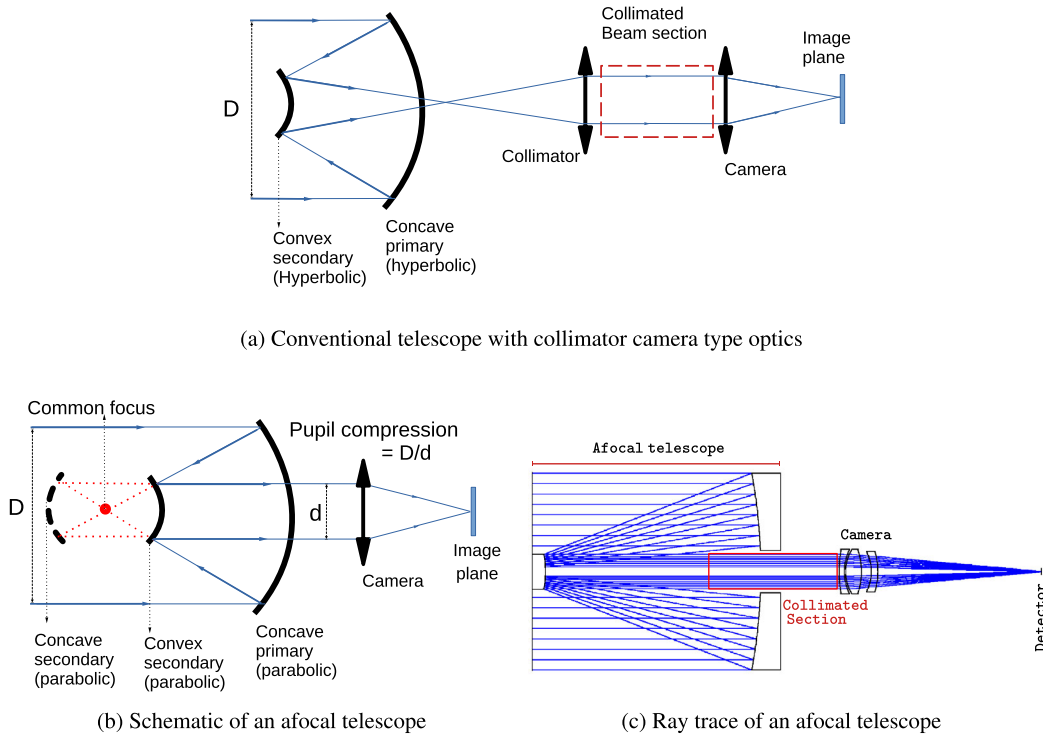 Collimated
Beam section
Image
plane
D
Collimator
Camera
Concave
primary
(hyperbolic)
Convex
secondary
(Hyperbolic)
(a) Conventional telescope with collimator camera type optics
Common focus
Pupil compression
= D/d
D
d
Camera
Image
plane
Concave
secondary
(parabolic)
Convex
secondary
(parabolic)
Concave
primary
(parabolic)
(b) Schematic of an afocal telescope
Afocal telescope
Camera
Collimated
Section
Detector
(c) Ray trace of an afocal telescope